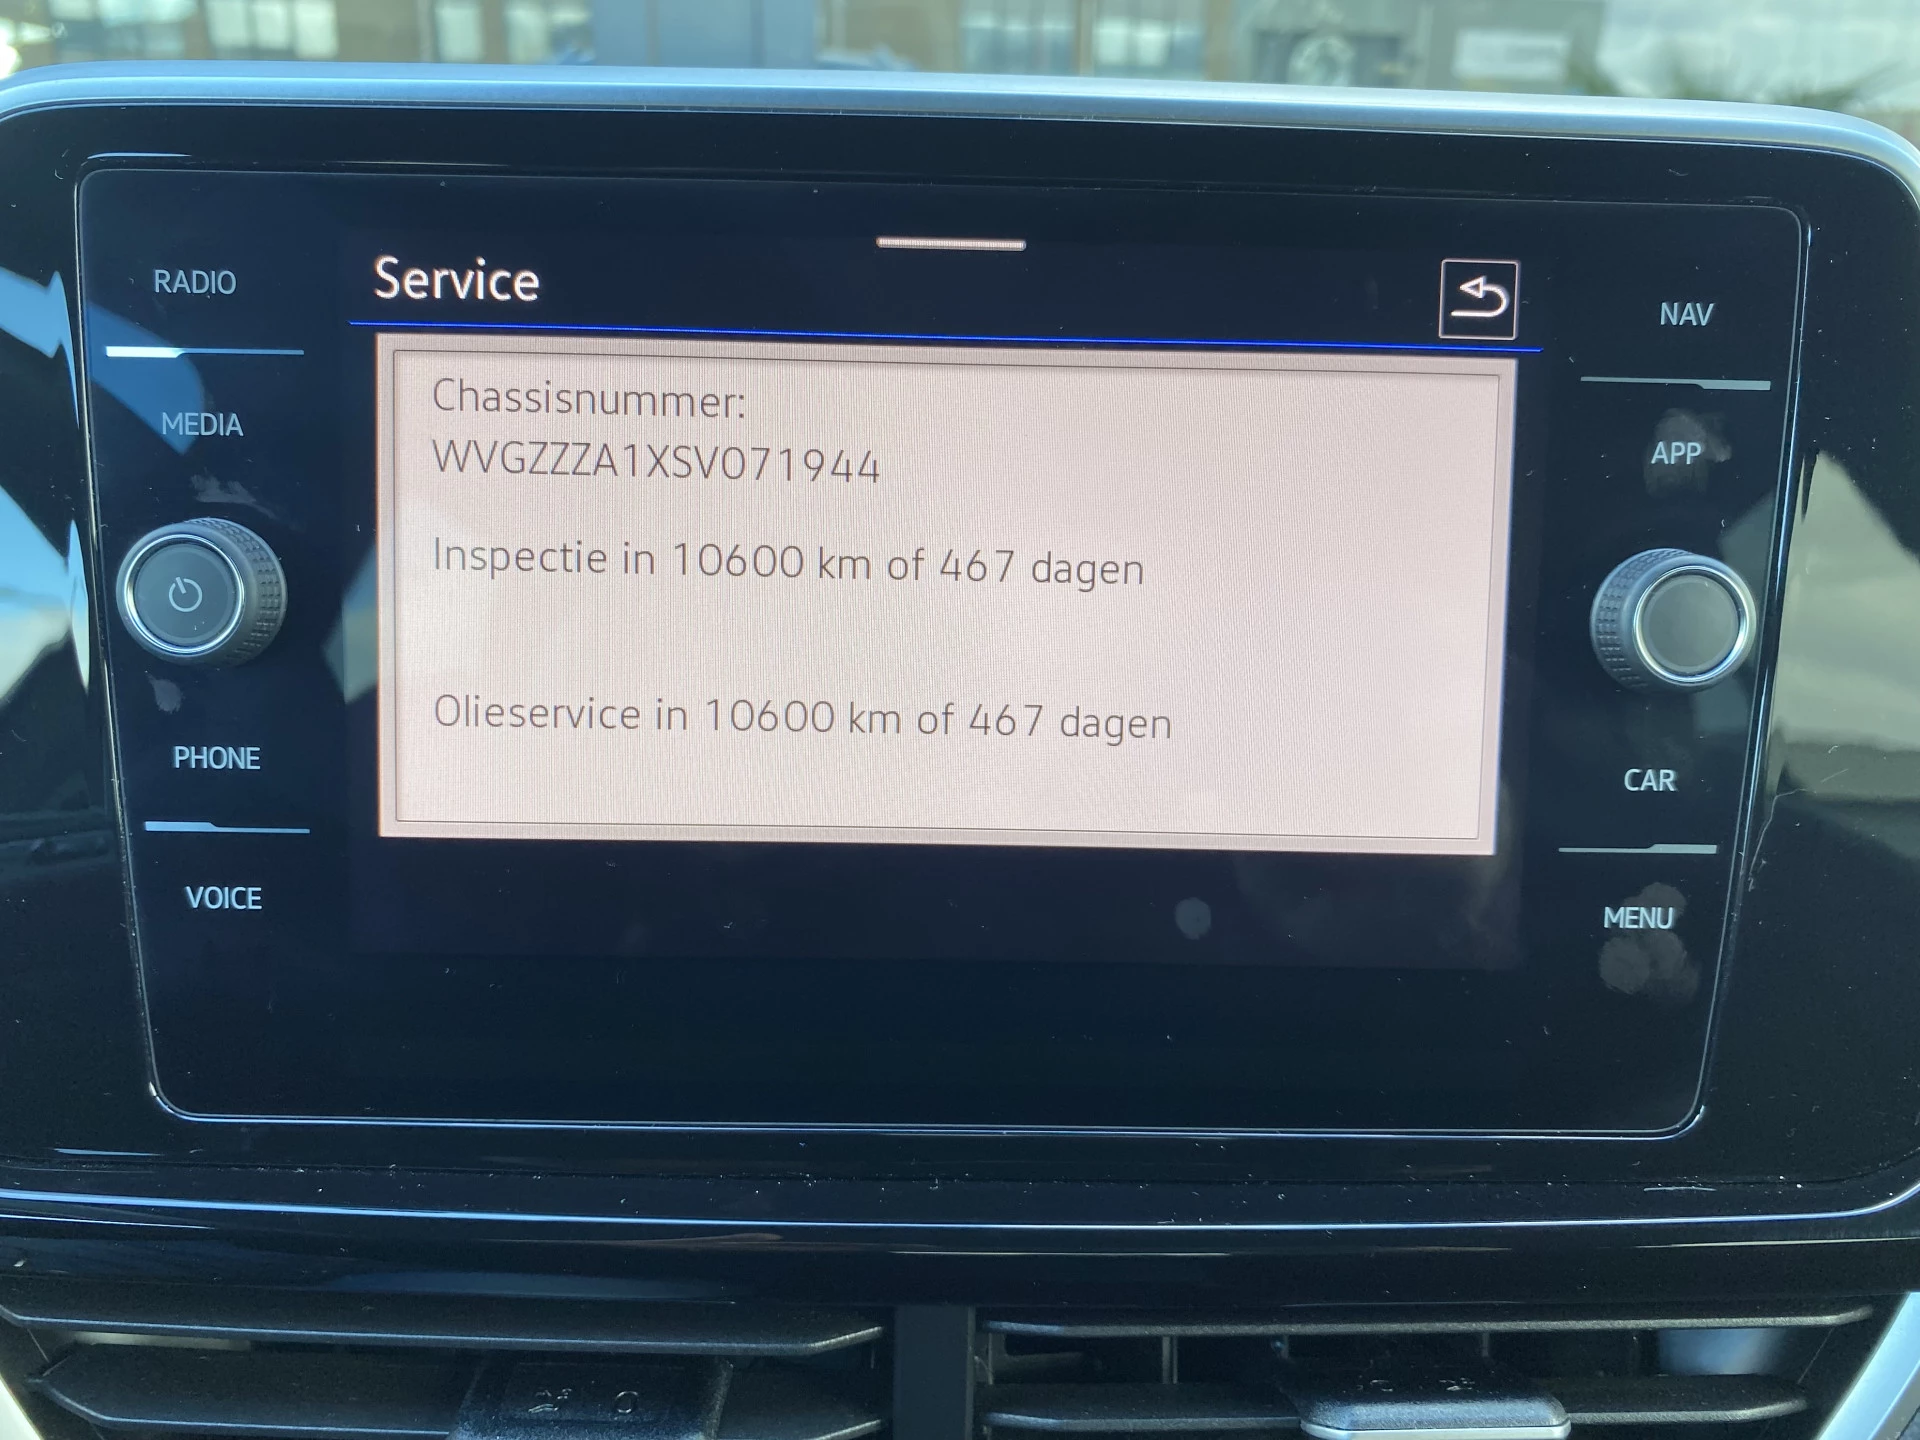 Service
RADIO
MEDIA
PHONE
VOICE
Chassisnummer:
WVGZZZA1XSV071944
Inspectie in 10600 km of 467 dagen
Olieservice in 10600 km of 467 dagen
NAV
APP
CAR
MENU